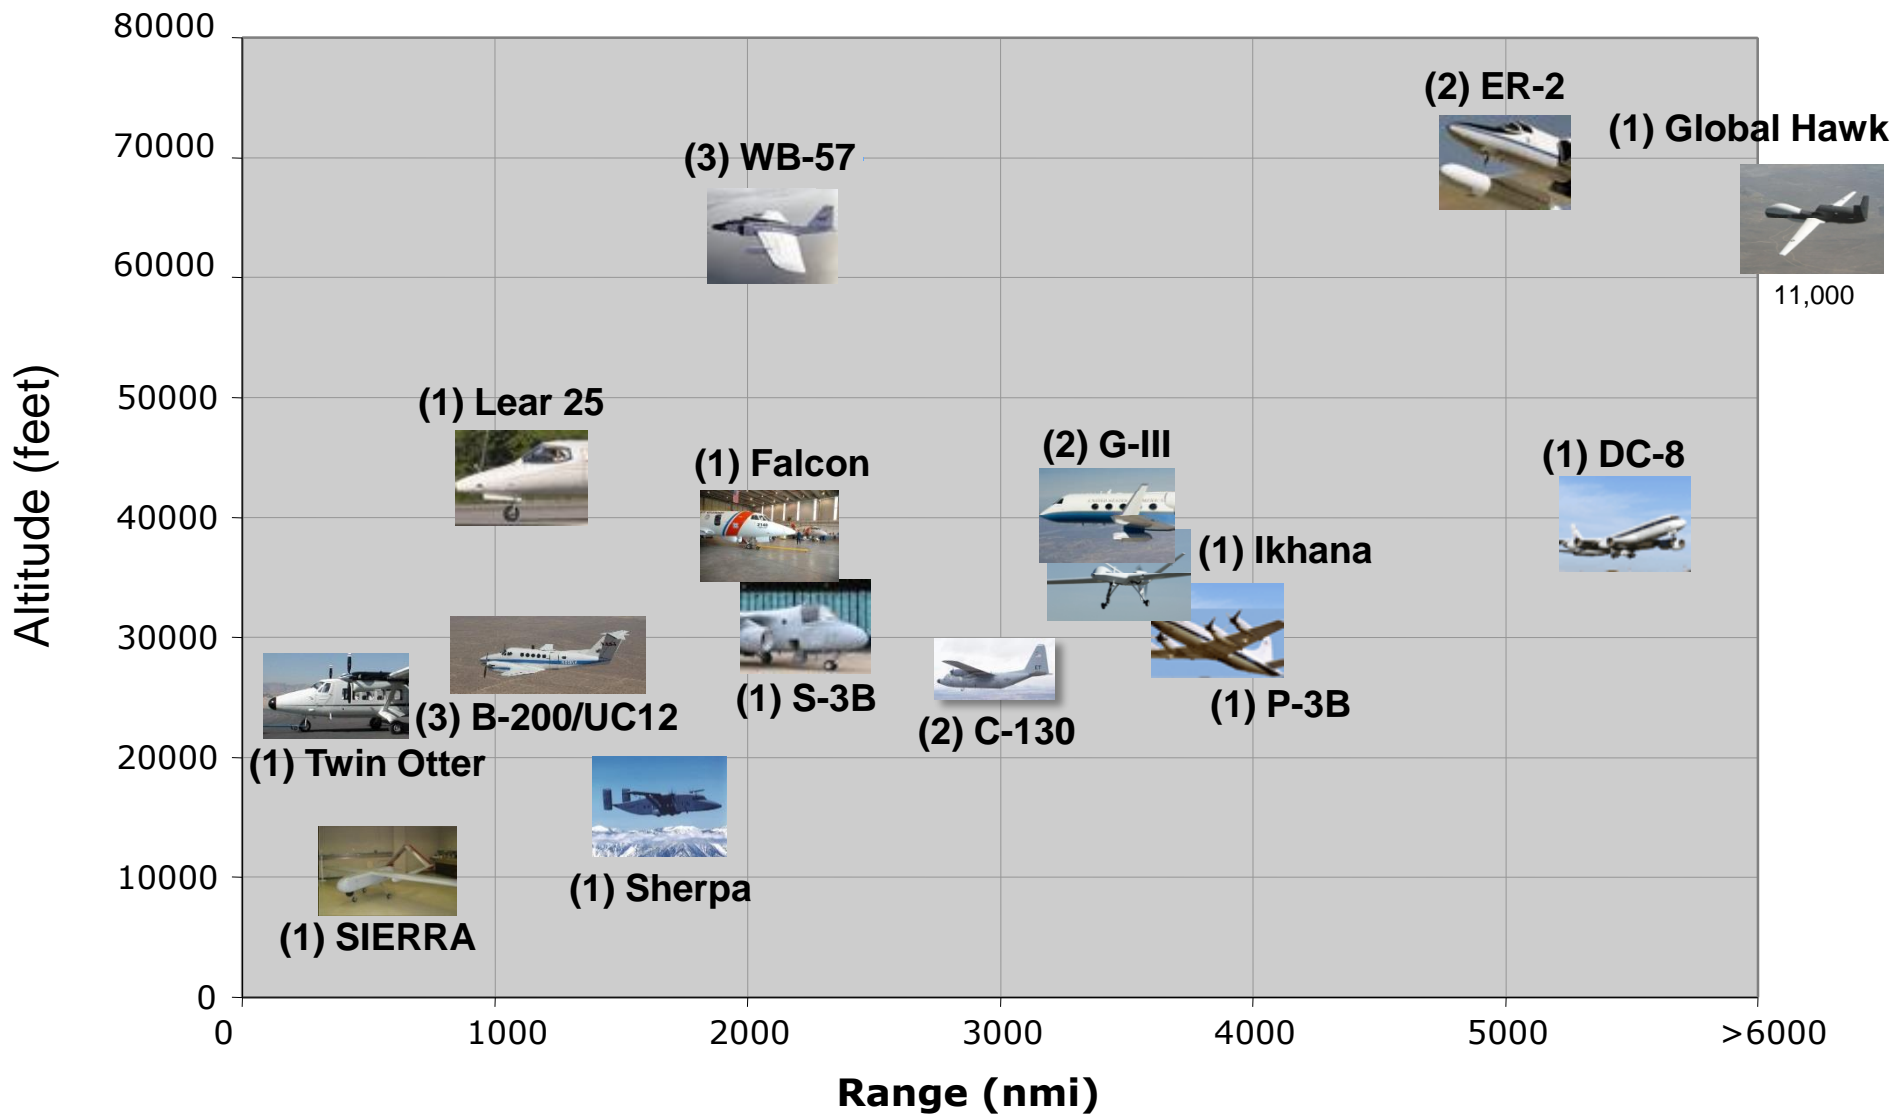 80000
(2) ER-2
(1) Global Hawk
70000
(3) WB-57
60000
11,000
50000
(1) Lear 25
(2) G-III
(1) DC-8
(1) Falcon
40000
(1) Ikhana
30000
(1) S-3B
(1) P-3B
(3) B-200/UC12
(2) C-130
20000
(1) Twin Otter
10000
(1) Sherpa
(1) SIERRA
0
Altitude (feet)
0 1000 2000 3000 4000 5000 >6000
Range (nmi)